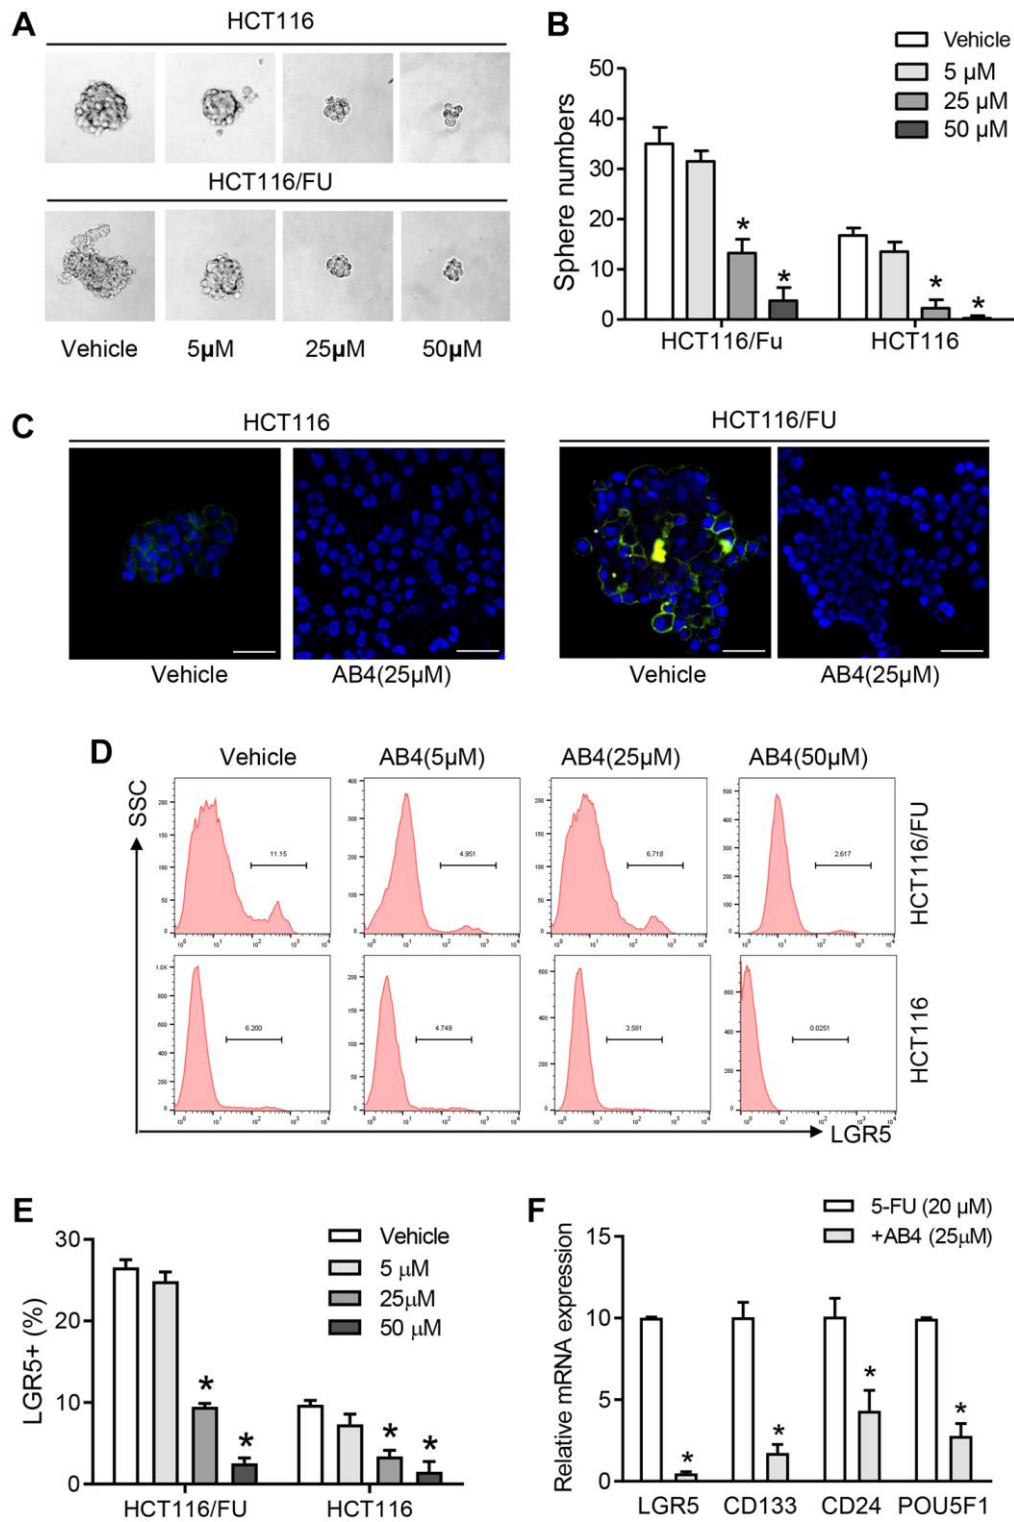 A
HCT116
HCT116/FU
Vehicle 5µM 25µM 50µM
B
Vehicle
5 µM
25 µM
50 µM
Sphere numbers
50
40
30
20
10
0
* * * *
HCT116/Fu HCT116
C
HCT116 HCT116/FU
Vehicle AB4(25µM) Vehicle AB4(25µM)
D
Vehicle AB4(5µM) AB4(25µM) AB4(50µM)
SSC
11.15 4.951 6.718 2.617
HCT116/FU
6.200 4.749 3.581 0.0251
HCT116
LGR5
E
Vehicle
5 µM
25µM
50 µM
LGR5+ (%)
30
20
10
0
* * * *
HCT116/FU HCT116
F
5-FU (20 µM)
+AB4 (25µM)
Relative mRNA expression
15
10
5
0
* * * *
LGR5 CD133 CD24 POU5F1